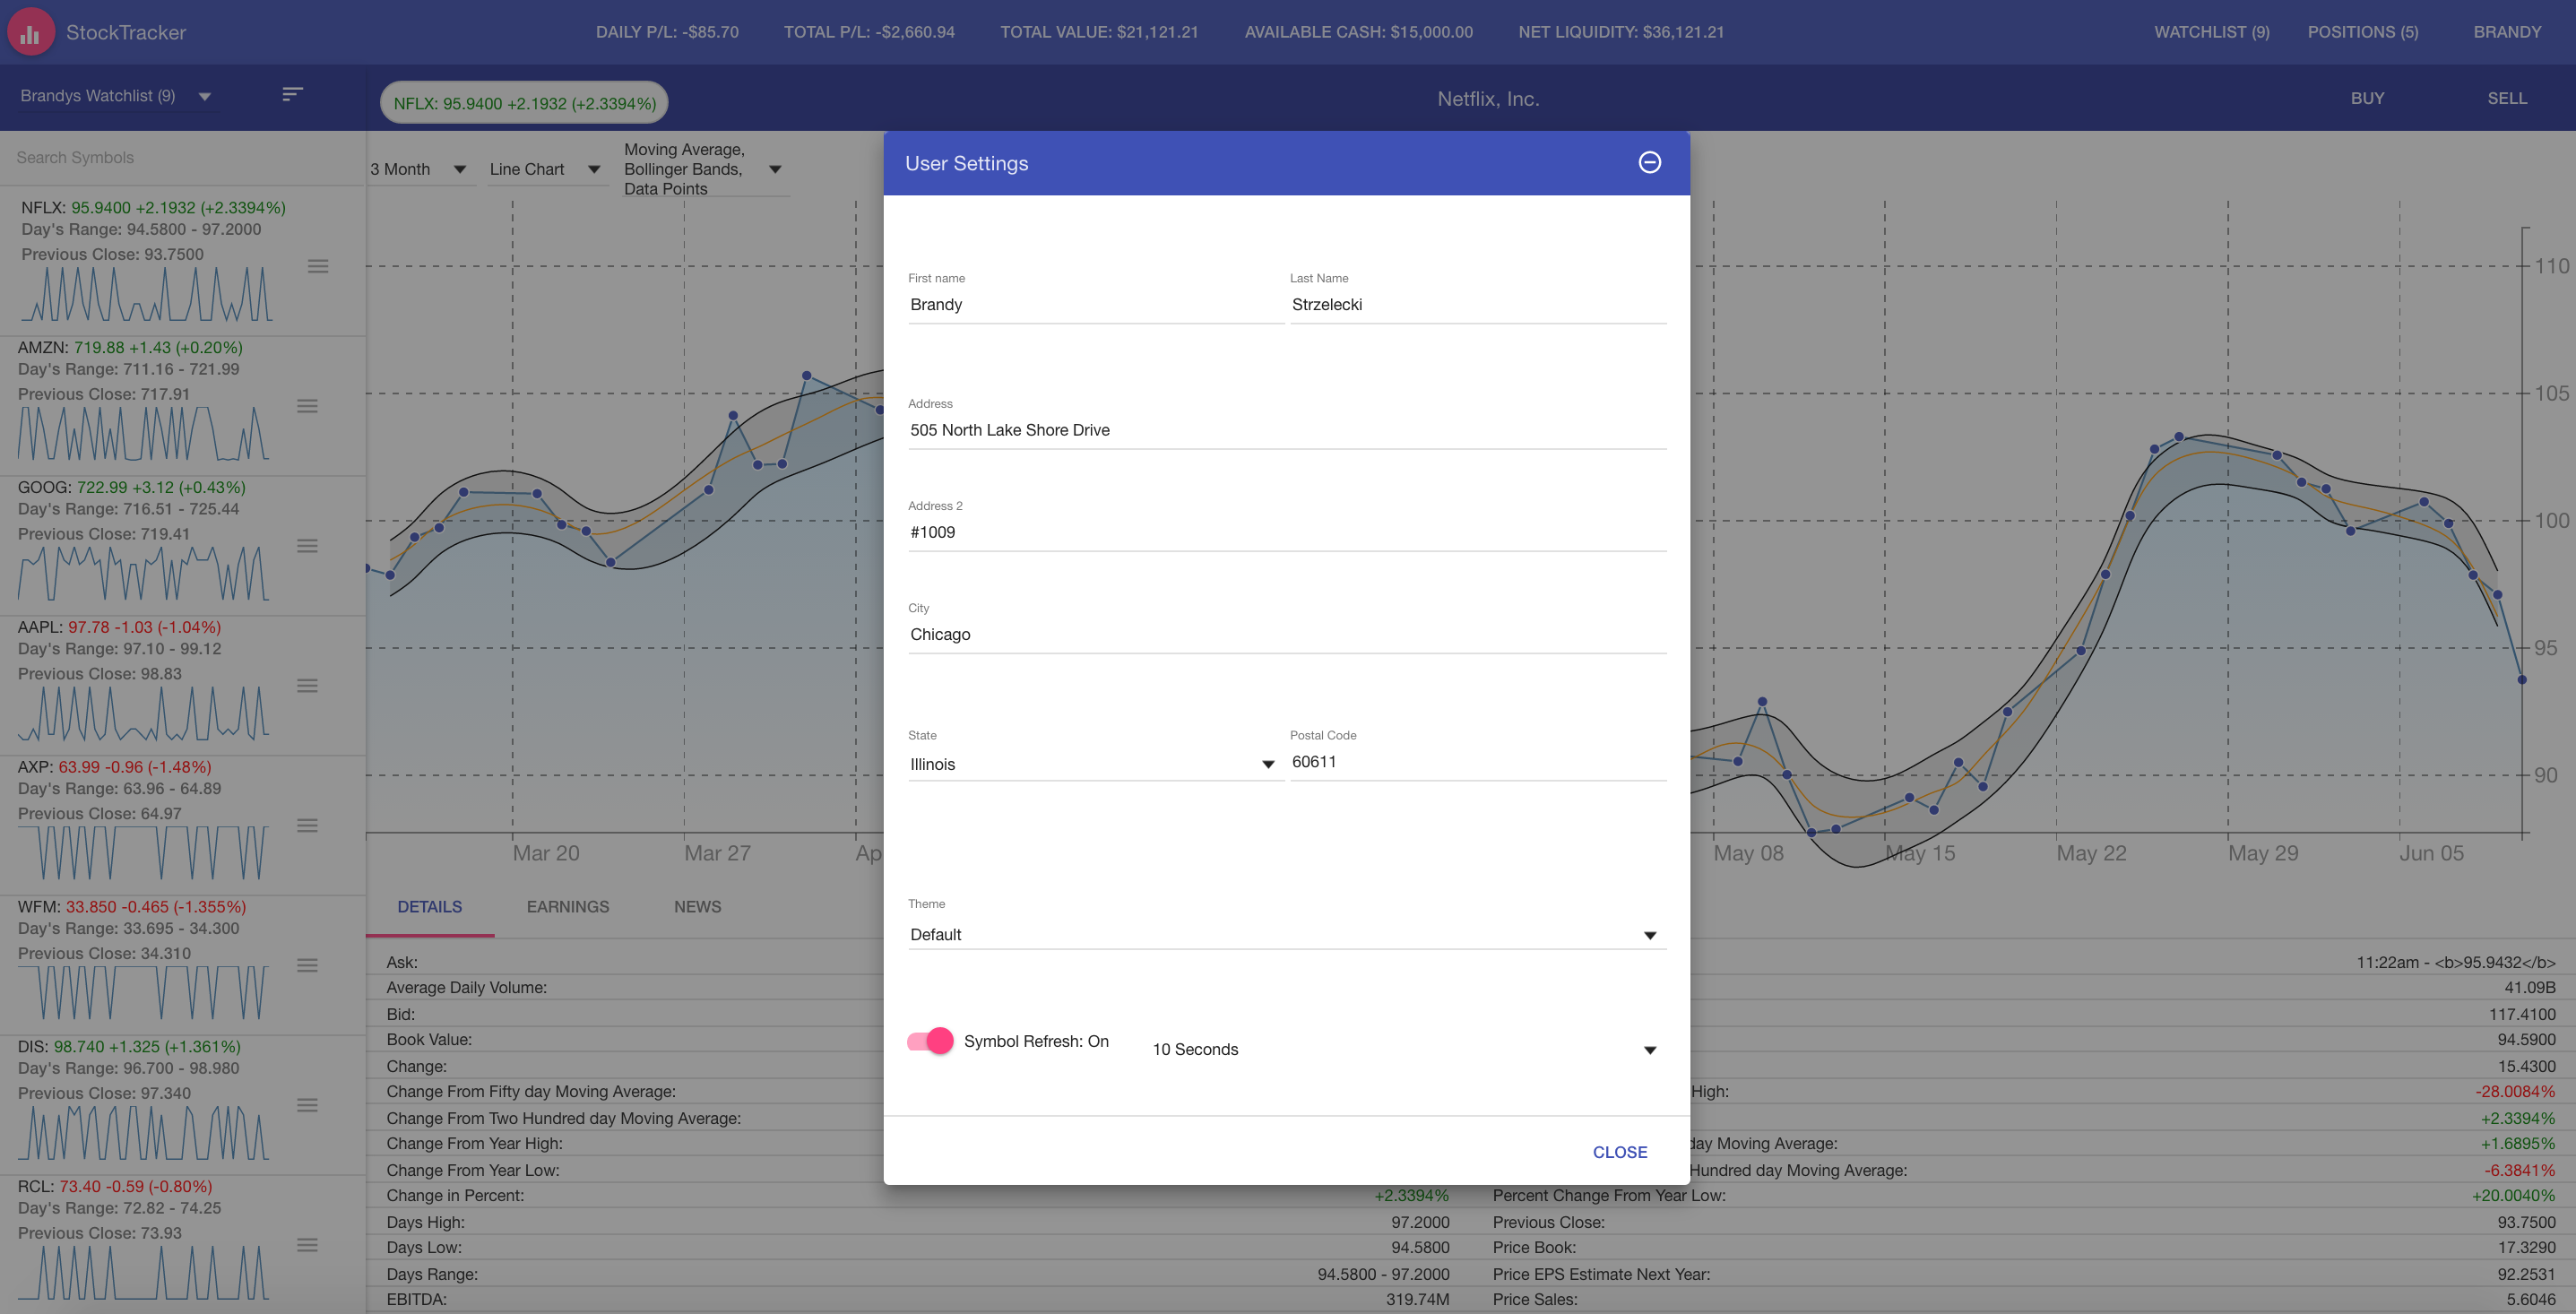 StockTracker
DAILY P/L: -$85.70 TOTAL P/L: -$2,660.94 TOTAL VALUE: $21,121.21 AVAILABLE CASH: $15,000.00 NET LIQUIDITY: $36,121.21
WATCHLIST (9) POSITIONS (5) BRANDY
Brandys Watchlist (9)
NFLX: 95.9400 +2.1932 (+2.3394%)
Netflix, Inc.
BUY SELL
Search Symbols
NFLX: 95.9400 +2.1932 (+2.3394%)
Day's Range: 94.5800 - 97.2000
Previous Close: 93.7500
AMZN: 719.88 +1.43 (+0.20%)
Day's Range: 711.16 - 721.99
Previous Close: 717.91
GOOG: 722.99 +3.12 (+0.43%)
Day's Range: 716.51 - 725.44
Previous Close: 719.41
AAPL: 97.78 -1.03 (-1.04%)
Day's Range: 97.10 - 99.12
Previous Close: 98.83
AXP: 63.99 -0.96 (-1.48%)
Day's Range: 63.96 - 64.89
Previous Close: 64.97
WFM: 33.850 -0.465 (-1.355%)
Day's Range: 33.695 - 34.300
Previous Close: 34.310
DIS: 98.740 +1.325 (+1.361%)
Day's Range: 96.700 - 98.980
Previous Close: 97.340
RCL: 73.40 -0.59 (-0.80%)
Day's Range: 72.82 - 74.25
Previous Close: 73.93
3 Month
Line Chart
Moving Average,
Bollinger Bands,
Data Points
110
105
100
95
90
Mar 20 Mar 27 Ap May 08 May 15 May 22 May 29 Jun 05
User Settings
First name
Brandy
Last Name
Strzelecki
Address
505 North Lake Shore Drive
Address 2
#1009
City
Chicago
State
Illinois
Postal Code
60611
Theme
Default
Symbol Refresh: On
10 Seconds
CLOSE
DETAILS EARNINGS NEWS
Ask:
11:22am - <b>95.9432</b>
Average Daily Volume:
41.09B
Bid:
117.4100
Book Value:
94.5900
Change:
15.4300
Change From Fifty day Moving Average:
High: -28.0084%
Change From Two Hundred day Moving Average:
+2.3394%
Change From Year High:
day Moving Average: +1.6895%
Change From Year Low:
Hundred day Moving Average: -6.3841%
Change in Percent: +2.3394%
Percent Change From Year Low: +20.0040%
Days High: 97.2000
Previous Close: 93.7500
Days Low: 94.5800
Price Book: 17.3290
Days Range: 94.5800 - 97.2000
Price EPS Estimate Next Year: 92.2531
EBITDA: 319.74M
Price Sales: 5.6046